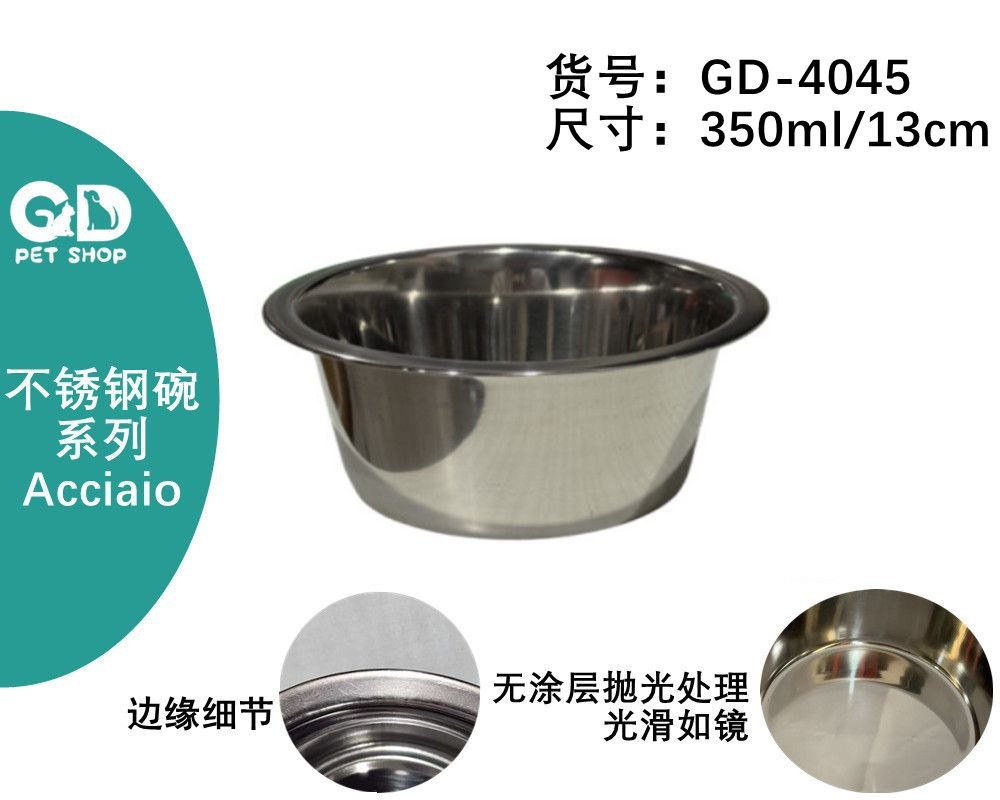 货号：GD-4045
尺寸：350ml/13cm
GD
PET SHOP
不锈钢碗
系列
Acciaio
边缘细节
无涂层抛光处理
光滑如镜